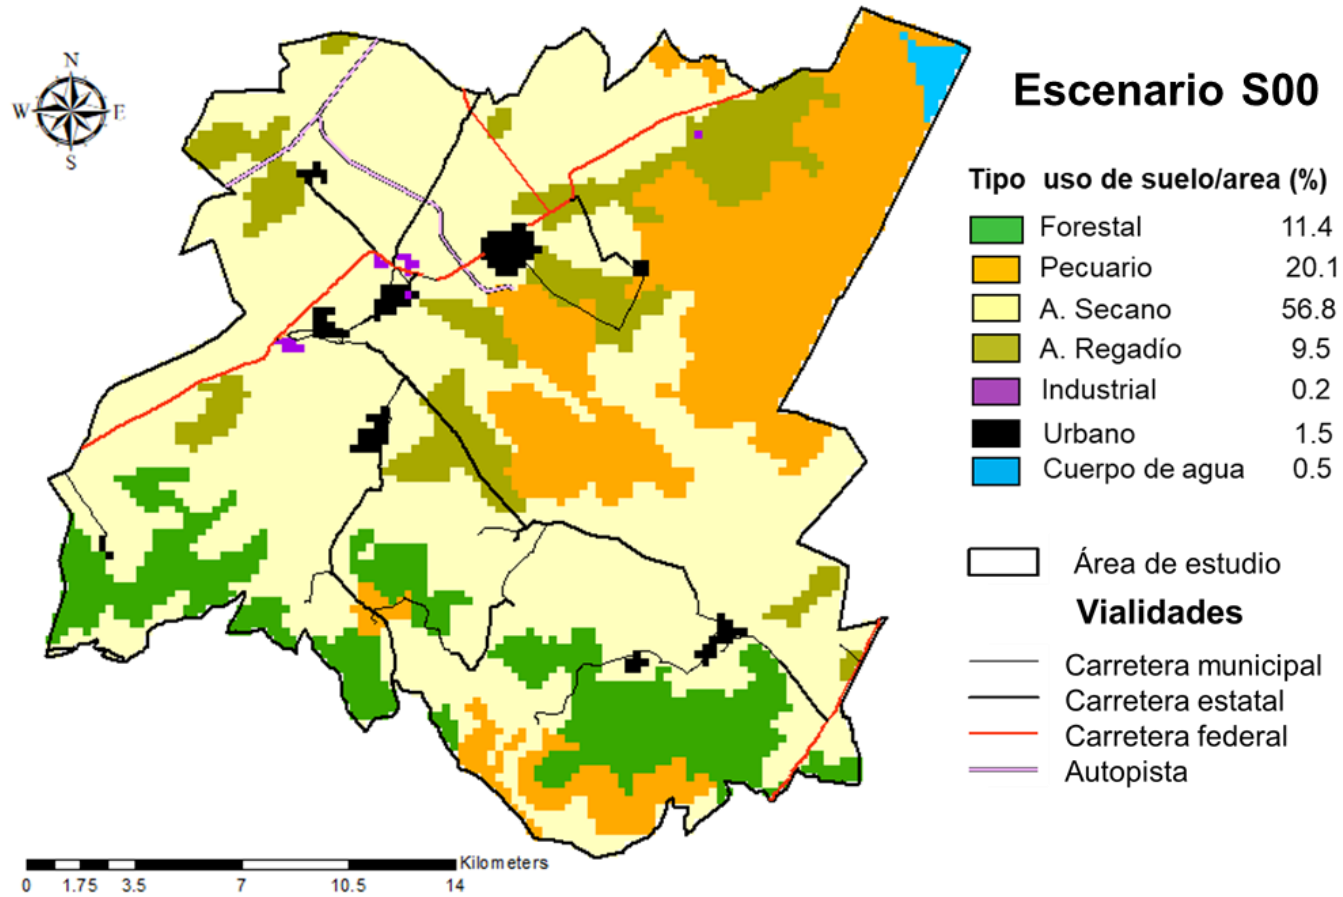 N
W E
S
Escenario S00
Tipo uso de suelo/area (%)
Forestal 11.4
Pecuario 20.1
A. Secano 56.8
A. Regadío 9.5
Industrial 0.2
Urbano 1.5
Cuerpo de agua 0.5
Área de estudio
Vialidades
Carretera municipal
Carretera estatal
Carretera federal
Autopista
Kilometers
0 1.75 3.5 7 10.5 14